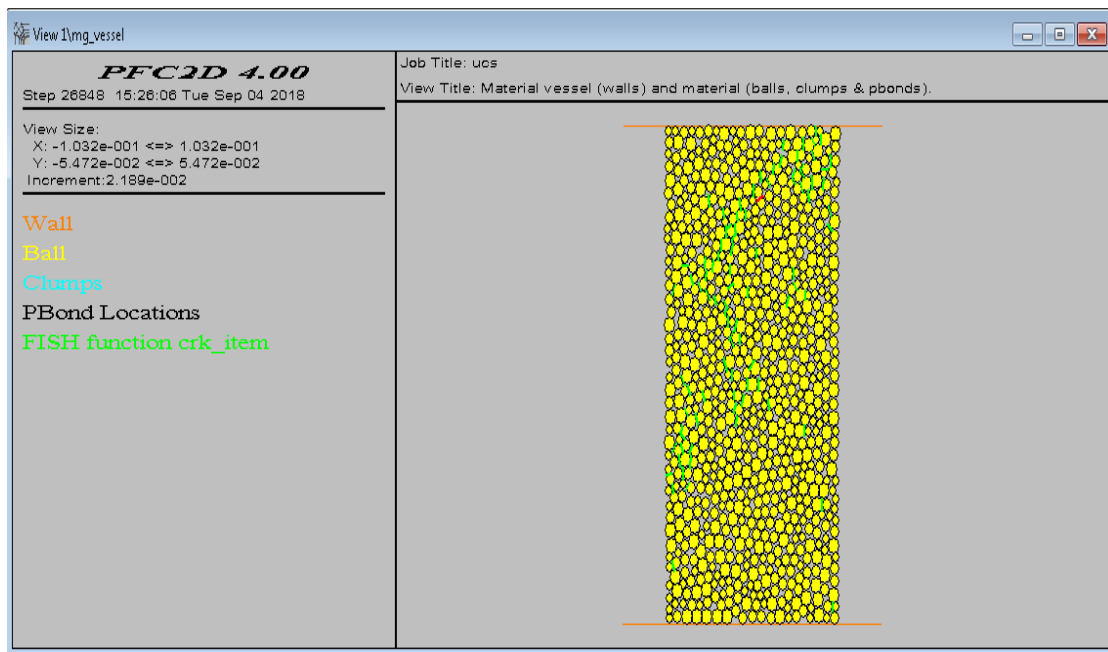 View 1\mg_vessel
PFC2D 4.00
Step 26848 15:26:06 Tue Sep 04 2018
View Size:
X: -1.032e-001 <=> 1.032e-001
Y: -5.472e-002 <=> 5.472e-002
Increment:2.189e-002
Wall
Ball
Clumps
PBond Locations
FISH function crk_item
Job Title: ucs
View Title: Material vessel (walls) and material (balls, clumps & pbonds).